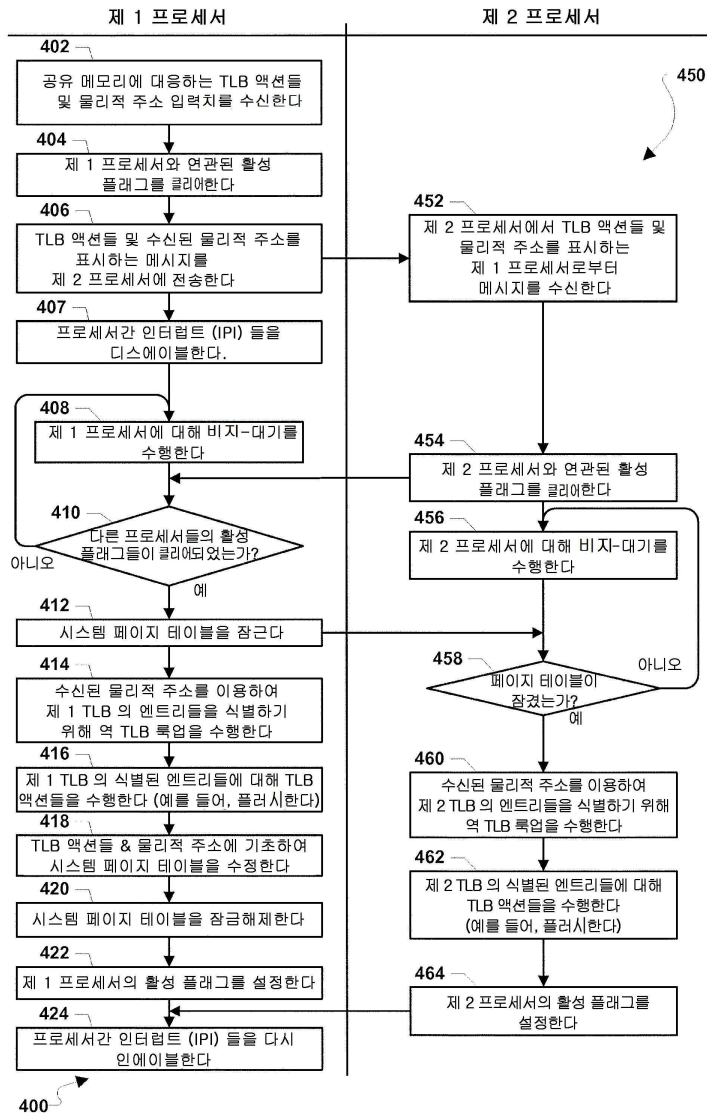 제 1 프로세서
402
공유 메모리에 대응하는 TLB 액션들
및 물리적 주소 입력치를 수신한다
404
제 1 프로세서와 연관된 활성
플래그를 클리어한다
406
TLB 액션들 및 수신된 물리적 주소를
표시하는 메시지를
제 2 프로세서에 전송한다
407
프로세서간 인터럽트 (IPI) 들을
디스에이블한다.
408
제 1 프로세서에 대해 비지-대기를
수행한다
410
다른 프로세서들의 활성
플래그들이 클리어되었는가?
아니오
예
412
시스템 페이지 테이블을 잠근다
414
수신된 물리적 주소를 이용하여
제 1 TLB 의 엔트리들을 식별하기
위해 역 TLB 룩업을 수행한다
416
제 1 TLB 의 식별된 엔트리들에 대해 TLB
액션들을 수행한다 (예를 들어, 플러시한다)
418
TLB 액션들 & 물리적 주소에 기초하여
시스템 페이지 테이블을 수정한다
420
시스템 페이지 테이블을 잠금해제한다
422
제 1 프로세서의 활성 플래그를 설정한다
424
프로세서간 인터럽트 (IPI) 들을 다시
인에이블한다
400
제 2 프로세서
450
452
제 2 프로세서에서 TLB 액션들 및
물리적 주소를 표시하는
제 1 프로세서로부터
메시지를 수신한다
454
제 2 프로세서와 연관된 활성
플래그를 클리어한다
456
제 2 프로세서에 대해 비지-대기를
수행한다
458
페이지 테이블이
잠겼는가?
아니오
예
460
수신된 물리적 주소를 이용하여
제 2 TLB 의 엔트리들을 식별하기 위해
역 TLB 룩업을 수행한다
462
제 2 TLB 의 식별된 엔트리들에 대해
TLB 액션들을 수행한다
(예를 들어, 플러시한다)
464
제 2 프로세서의 활성 플래그를
설정한다